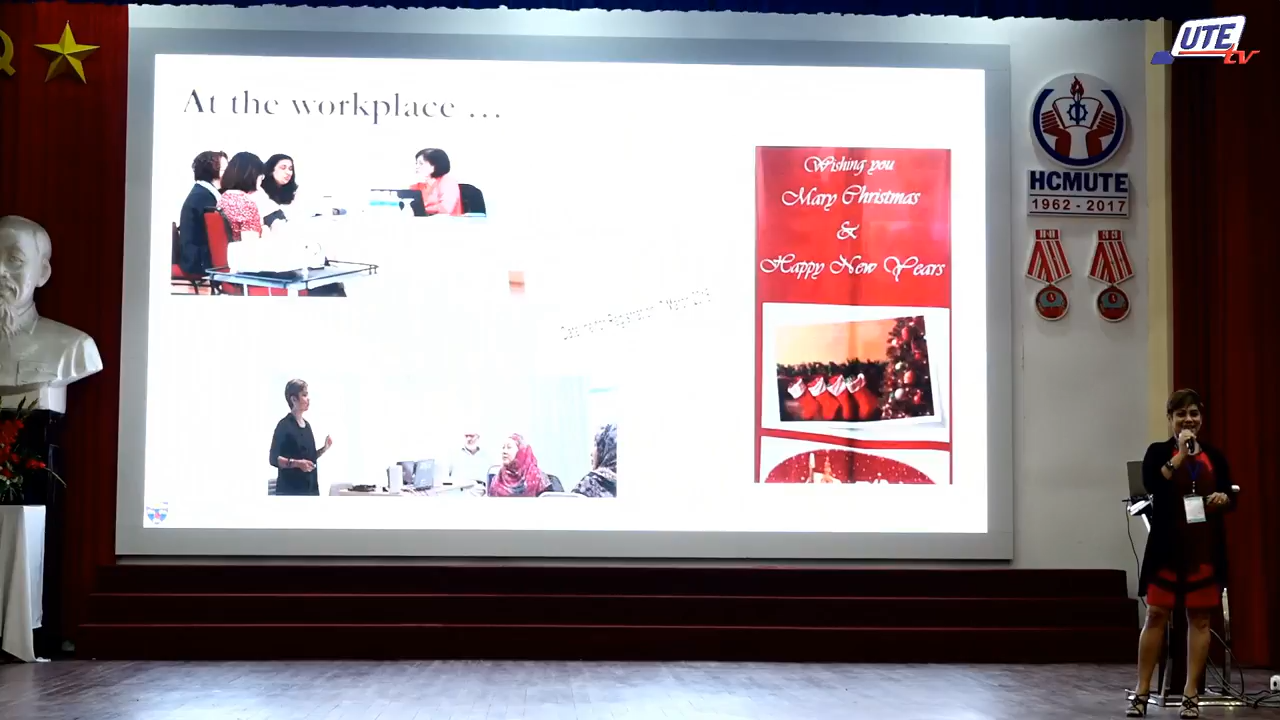 UTE
TV
At the workplace ...
Wishing you
Mary Christmas
&
Happy New Years
HCMUTE
1962 - 2017